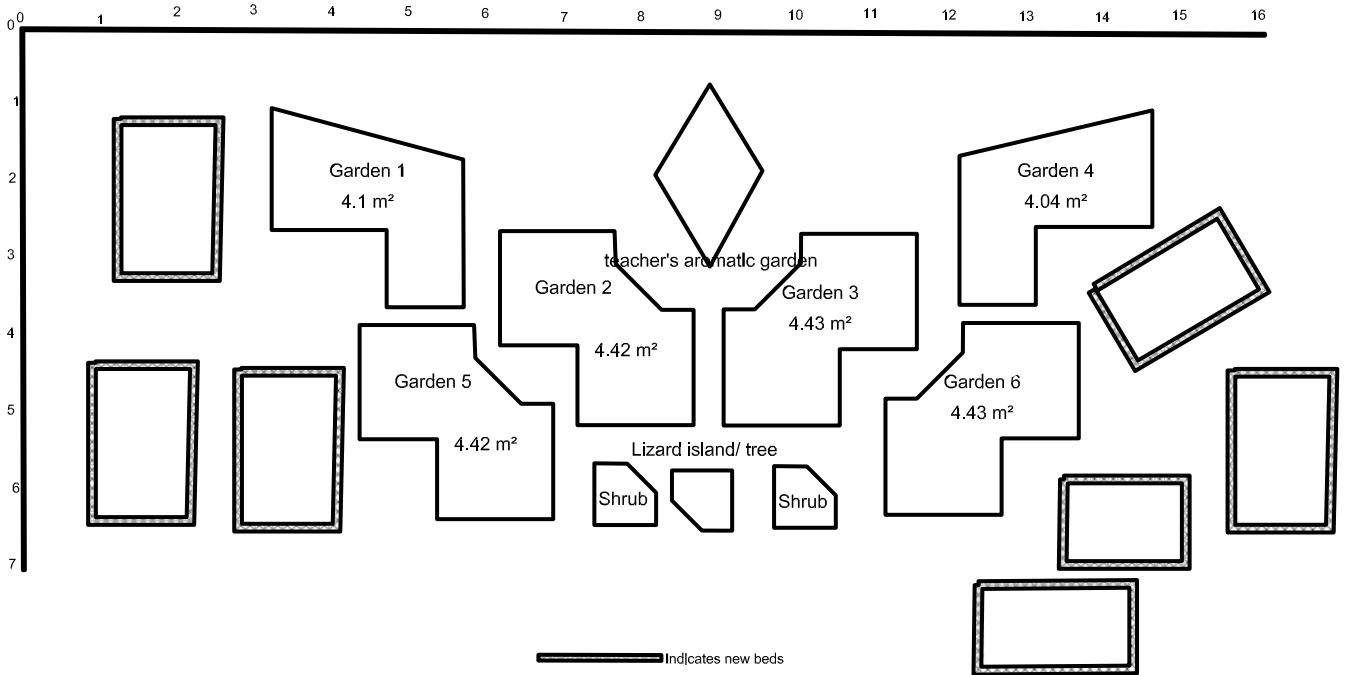 0 1 2 3 4 5 6 7 8 9 10 11 12 13 14 15 16
0
1
2
3
4
5
6
7
Garden 1
4.1 m²
Garden 4
4.04 m²
teacher's aromatic garden
Garden 2
4.42 m²
Garden 3
4.43 m²
Garden 5
4.42 m²
Garden 6
4.43 m²
Lizard island/ tree
Shrub
Shrub
Indicates new beds